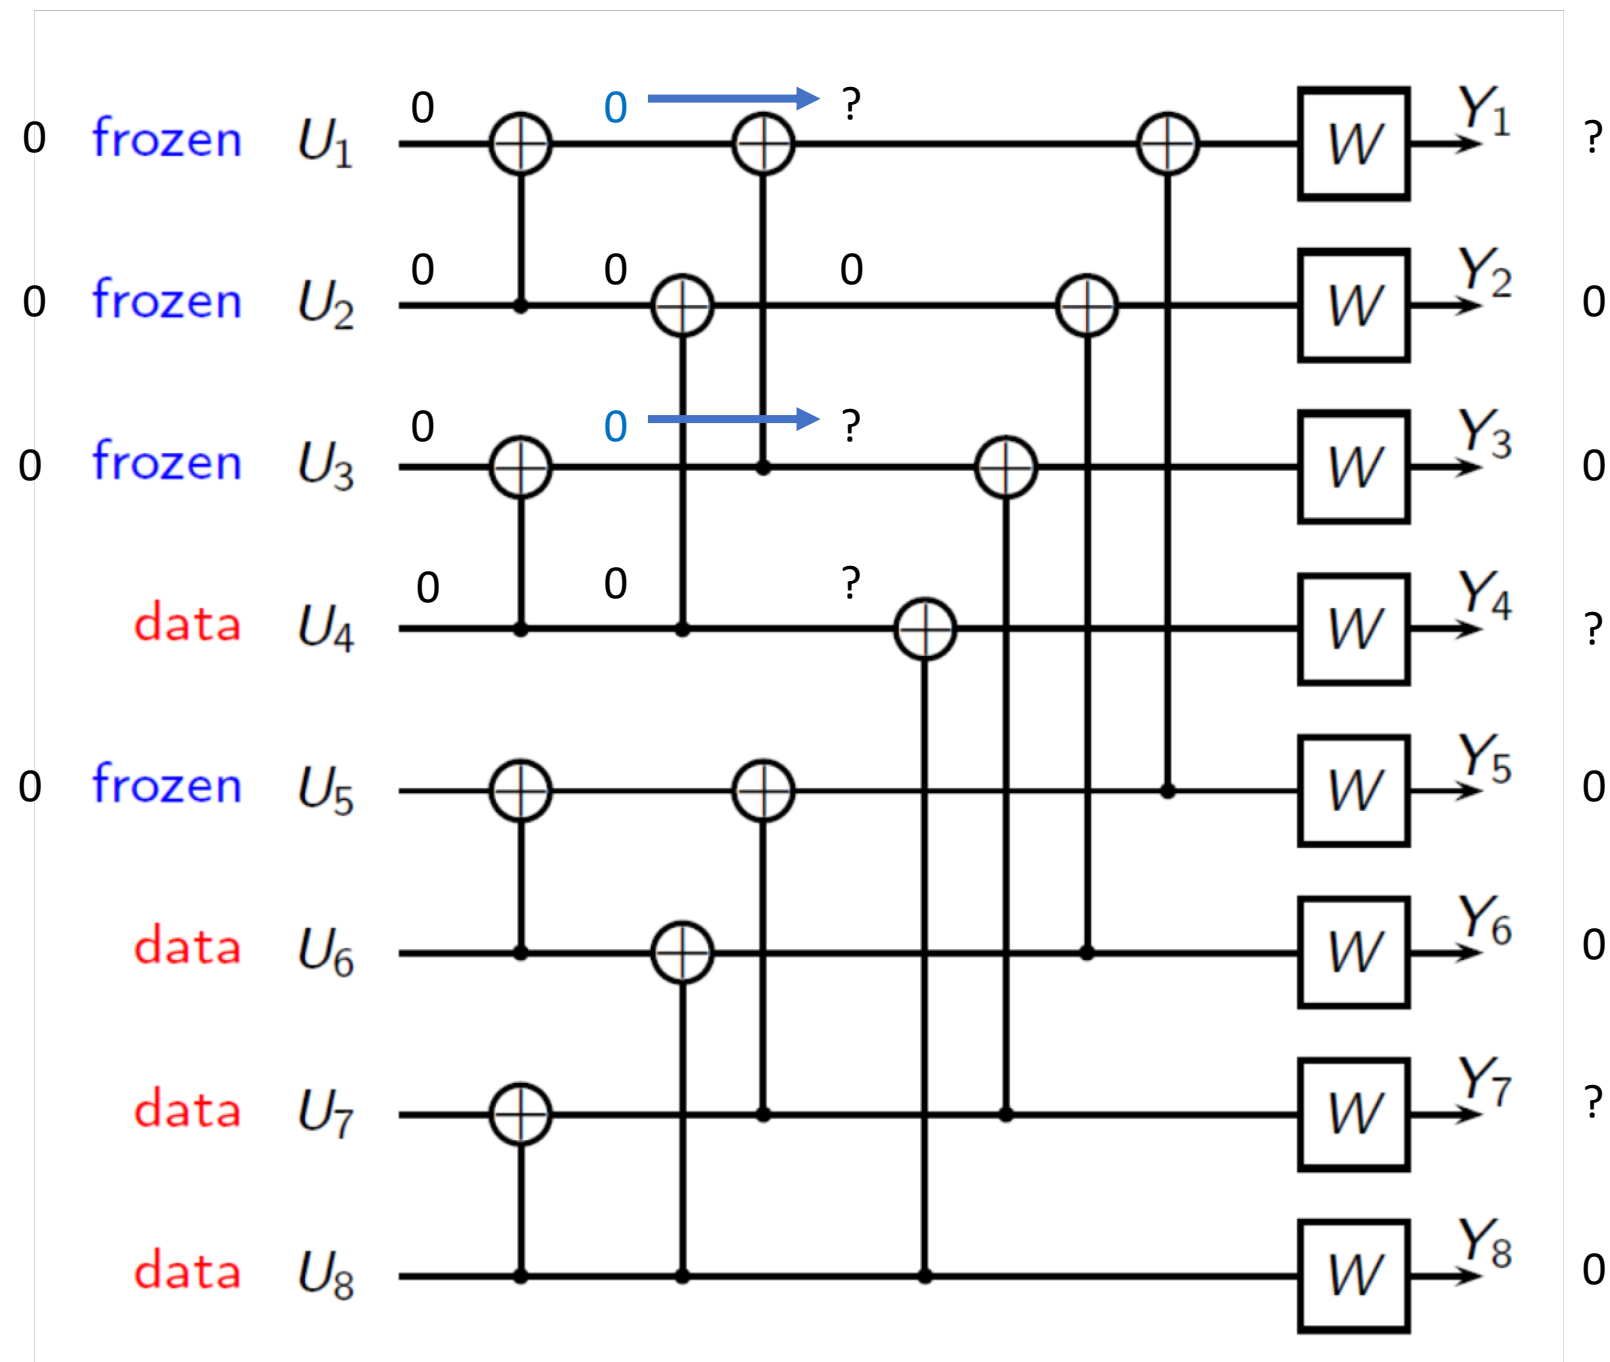 0 0 ?
0 frozen U1 W Y1 ?
0 0 0
0 frozen U2 W Y2 0
0 0 ?
0 frozen U3 W Y3 0
0 0 ?
data U4 W Y4 ?
0 frozen U5 W Y5 0
data U6 W Y6 0
data U7 W Y7 ?
data U8 W Y8 0